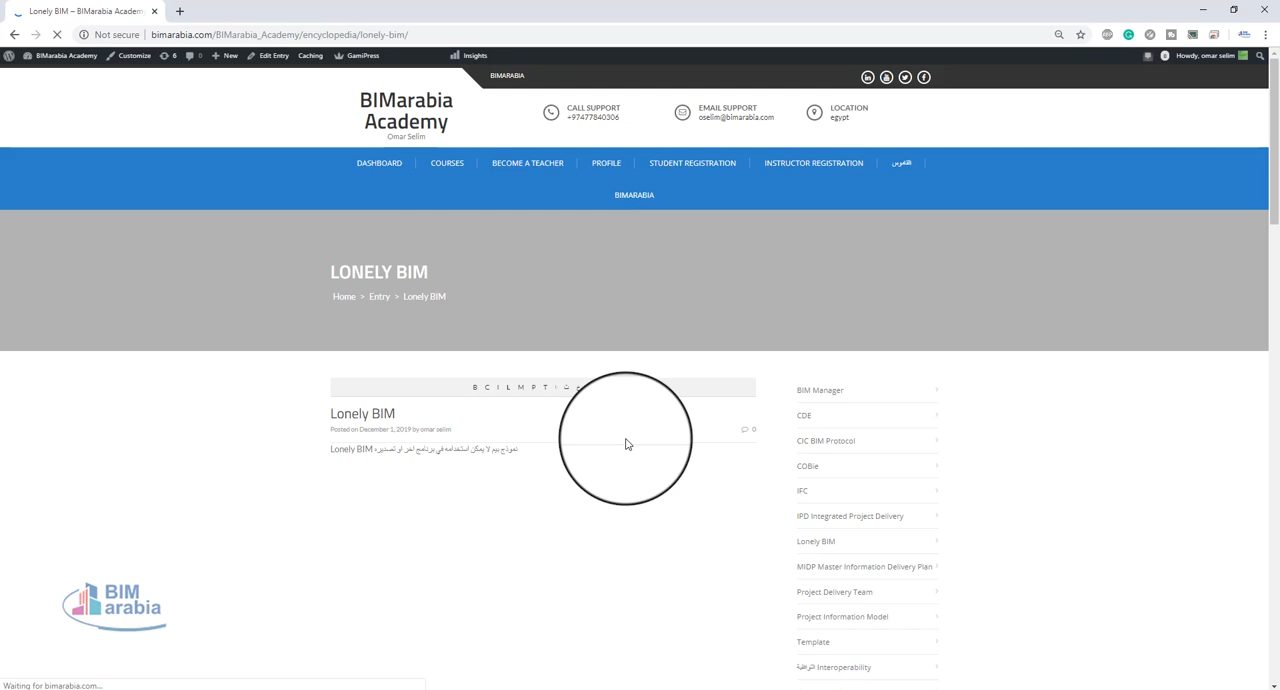 Lonely BIM – BIMarabia Academ
Not secure | bimarabia.com/BIMarabia_Academy/encyclopedia/lonely-bim/
BIMarabia Academy Customize 6 0 New Edit Entry Caching GamiPress Insights Howdy, omar selim
BIMARABIA
BIMarabia
Academy
Omar Selim
CALL SUPPORT
+97477840306
EMAIL SUPPORT
oselim@bimarabia.com
LOCATION
egypt
DASHBOARD COURSES BECOME A TEACHER PROFILE STUDENT REGISTRATION INSTRUCTOR REGISTRATION القاموس
BIMARABIA
LONELY BIM
Home > Entry > Lonely BIM
B C I L M P T ا ت
Lonely BIM
Posted on December 1, 2019 by omar selim 0
Lonely BIM نموذج بيم لا يمكن استخدامه في برنامج اخر او تصديره
BIM Manager
CDE
CIC BIM Protocol
COBie
IFC
IPD Integrated Project Delivery
Lonely BIM
MIDP Master Information Delivery Plan
Project Delivery Team
Project Information Model
Template
Interoperability التوافقية
BIM
arabia
Waiting for bimarabia.com...